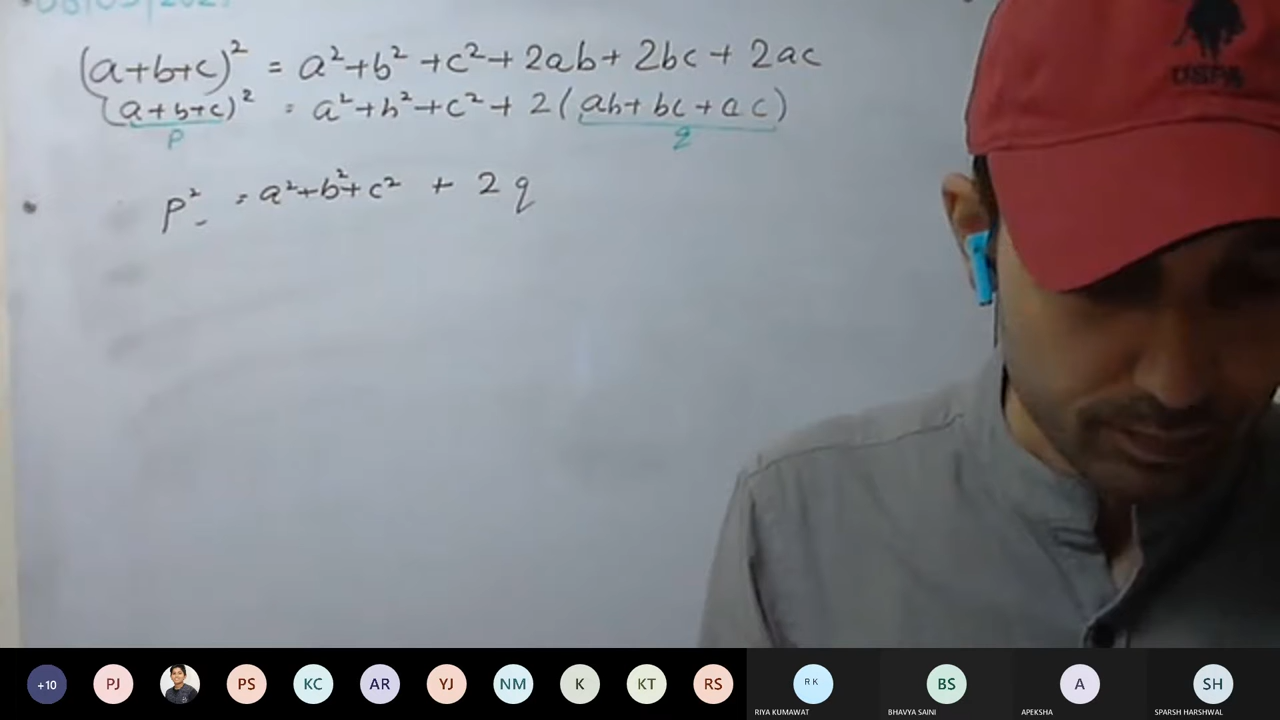 (a+b+c)² = a²+b²+c²+2ab+2bc+2ac
(a+b+c)² = a²+b²+c²+2(ab+bc+ac)
p q
p² = a²+b²+c² + 2q
USPA
+10 PJ PS KC AR YJ NM K KT RS RK BS A SH
RIYA KUMAWAT BHAVYA SAINI APEKSHA SPARSH HARSHWAL